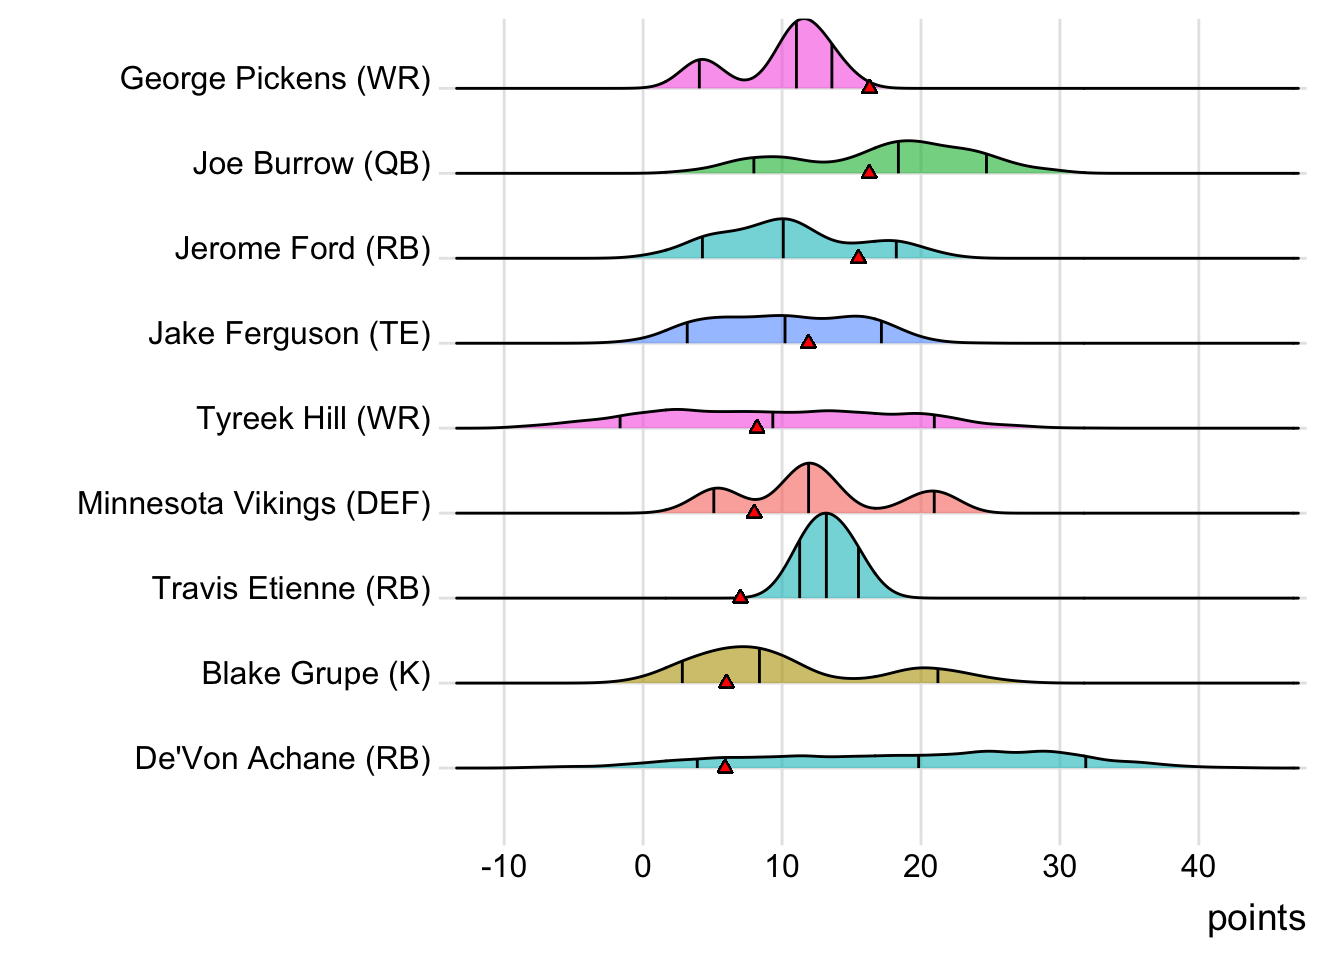 George Pickens (WR)
Joe Burrow (QB)
Jerome Ford (RB)
Jake Ferguson (TE)
Tyreek Hill (WR)
Minnesota Vikings (DEF)
Travis Etienne (RB)
Blake Grupe (K)
De'Von Achane (RB)
-10 0 10 20 30 40
points